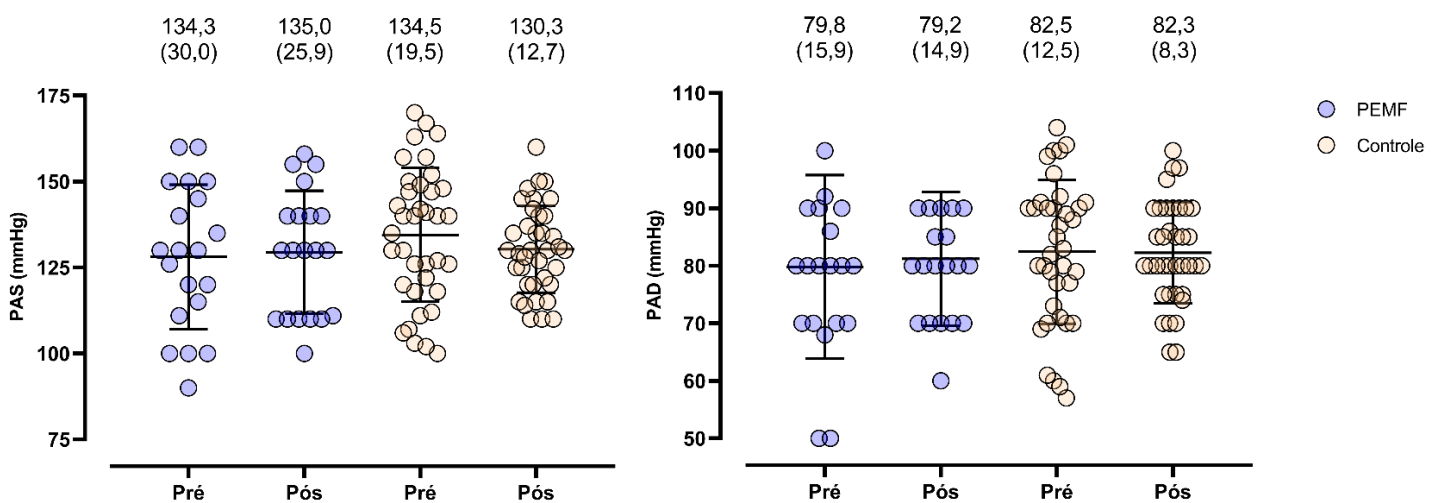 134,3 135,0 134,5 130,3
(30,0) (25,9) (19,5) (12,7)
PAS (mmHg)
175
150
125
100
75
Pré Pós Pré Pós
79,8 79,2 82,5 82,3
(15,9) (14,9) (12,5) (8,3)
PAD (mmHg)
110
100
90
80
70
60
50
Pré Pós Pré Pós
PEMF
Controle